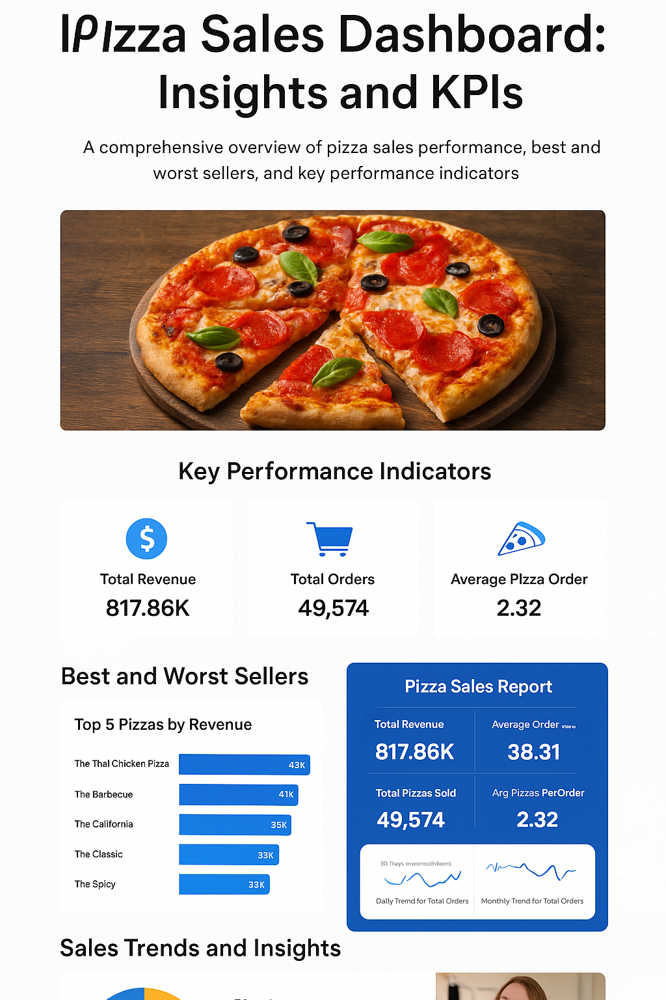 Pizza Sales Dashboard:
Insights and KPIs
A comprehensive overview of pizza sales performance, best and
worst sellers, and key performance indicators
Key Performance Indicators
$
Total Revenue
817.86K
Total Orders
49,574
Average PIzza Order
2.32
Best and Worst Sellers
Top 5 Pizzas by Revenue
The Thal Chicken Pizza 43K
The Barbecue 41K
The California 35K
The Classic 33K
The Spicy 33K
Pizza Sales Report
Total Revenue
817.86K
Average Order
38.31
Total Pizzas Sold
49,574
Arg Pizzas PerOrder
2.32
Dally Tremd for Total Orders
Monthly Trend for Total Orders
Sales Trends and Insights